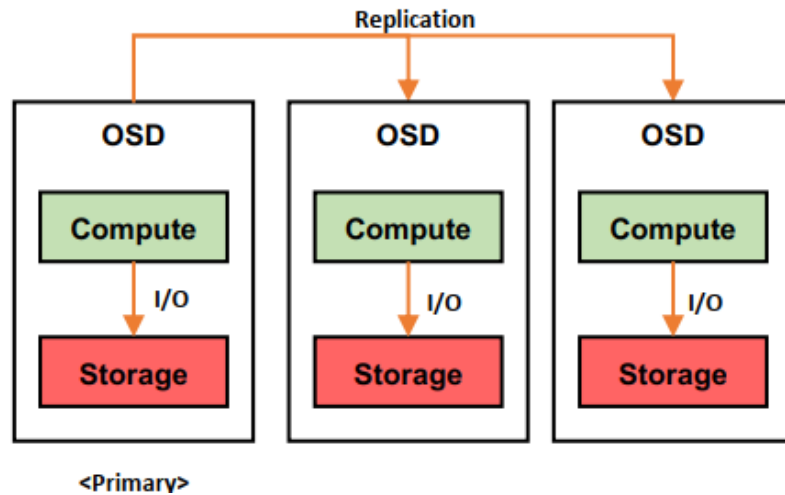 Replication
OSD OSD OSD
Compute Compute Compute
I/O I/O I/O
Storage Storage Storage
<Primary>